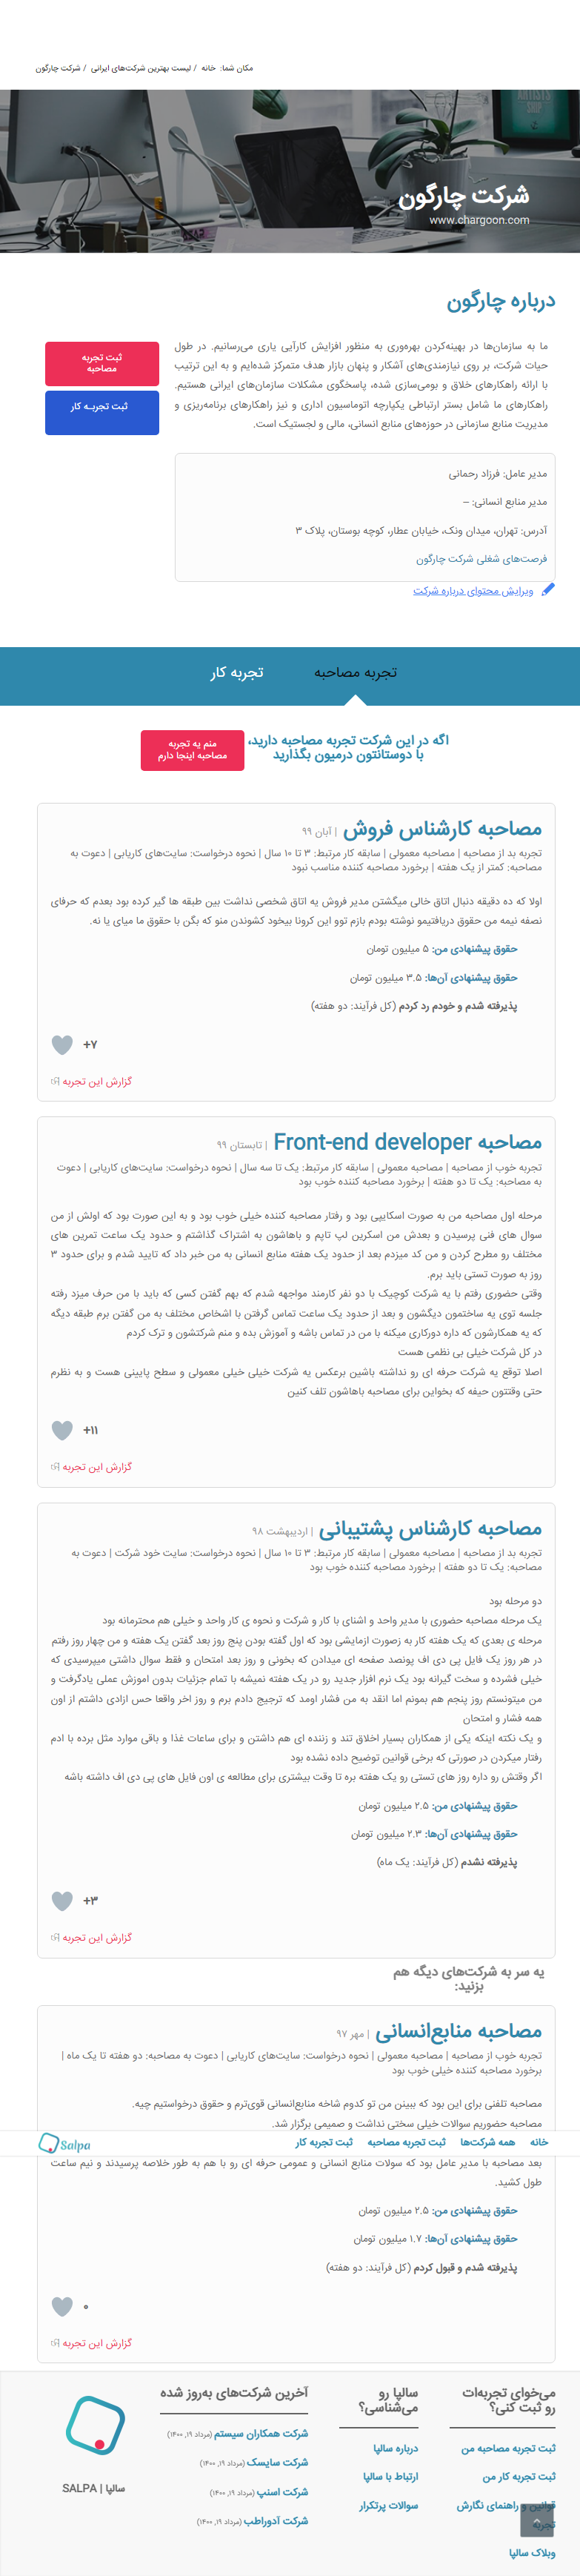 مکان شما: خانه / لیست بهترین شرکت‌های ایرانی / شرکت چارگون
شرکت چارگون
www.chargoon.com
درباره چارگون
ما به سازمان‌ها در بهینه‌کردن بهره‌وری به منظور افزایش کارآیی یاری می‌رسانیم. در طول
حیات شرکت، بر روی نیازمندی‌های آشکار و پنهان بازار هدف متمرکز شده‌ایم و به این ترتیب
با ارائه راهکارهای خلاق و بومی‌سازی شده، پاسخگوی مشکلات سازمان‌های ایرانی هستیم.
راهکارهای ما شامل بستر ارتباطی یکپارچه اتوماسیون اداری و نیز راهکارهای برنامه‌ریزی و
مدیریت منابع سازمانی در حوزه‌های منابع انسانی، مالی و لجستیک است.
ثبت تجربه
مصاحبه
ثبت تجربـه کار
مدیر عامل: فرزاد رحمانی
مدیر منابع انسانی: –
آدرس: تهران، میدان ونک، خیابان عطار، کوچه بوستان، پلاک ۳
فرصت‌های شغلی شرکت چارگون
ویرایش محتوای درباره شرکت
تجربه مصاحبه
تجربه کار
اگه در این شرکت تجربه مصاحبه دارید،
با دوستانتون درمیون بگذارید
منم یه تجربه
مصاحبه اینجا دارم
مصاحبه کارشناس فروش | آبان ۹۹
تجربه بد از مصاحبه | مصاحبه معمولی | سابقه کار مرتبط: ۳ تا ۱۰ سال | نحوه درخواست: سایت‌های کاریابی | دعوت به
مصاحبه: کمتر از یک هفته | برخورد مصاحبه کننده مناسب نبود
اولا که ده دقیقه دنبال اتاق خالی میگشتن مدیر فروش یه اتاق شخصی نداشت بین طبقه ها گیر کرده بود بعدم که حرفای
نصفه نیمه من حقوق دریافتیمو نوشته بودم بازم توو این کرونا بیخود کشوندن منو که بگن با حقوق ما میای یا نه.
حقوق پیشنهادی من: ۵ میلیون تومان
حقوق پیشنهادی آن‌ها: ۳.۵ میلیون تومان
پذیرفته شدم و خودم رد کردم (کل فرآیند: دو هفته)
+۷
گزارش این تجربه
مصاحبه Front-end developer | تابستان ۹۹
تجربه خوب از مصاحبه | مصاحبه معمولی | سابقه کار مرتبط: یک تا سه سال | نحوه درخواست: سایت‌های کاریابی | دعوت
به مصاحبه: یک تا دو هفته | برخورد مصاحبه کننده خوب بود
مرحله اول مصاحبه من به صورت اسکایپی بود و رفتار مصاحبه کننده خیلی خوب بود و به این صورت بود که اولش از من
سوال های فنی پرسیدن و بعدش من اسکرین لپ تاپم و باهاشون به اشتراک گذاشتم و حدود یک ساعت تمرین های
مختلف رو مطرح کردن و من کد میزدم بعد از حدود یک هفته منابع انسانی به من خبر داد که تایید شدم و برای حدود ۳
روز به صورت تستی باید برم.
وقتی حضوری رفتم با یه شرکت کوچیک با دو نفر کارمند مواجهه شدم که بهم گفتن کسی که باید با من حرف میزد رفته
جلسه توی یه ساختمون دیگشون و بعد از حدود یک ساعت تماس گرفتن با اشخاص مختلف به من گفتن برم طبقه دیگه
که یه همکارشون که داره دورکاری میکنه با من در تماس باشه و آموزش بده و منم شرکتشون و ترک کردم
در کل شرکت خیلی بی نظمی هست
اصلا توقع یه شرکت حرفه ای رو نداشته باشین برعکس یه شرکت خیلی خیلی معمولی و سطح پایینی هست و به نظرم
حتی وقتتون حیفه که بخواین برای مصاحبه باهاشون تلف کنین
+۱۱
گزارش این تجربه
مصاحبه کارشناس پشتیبانی | اردیبهشت ۹۸
تجربه بد از مصاحبه | مصاحبه معمولی | سابقه کار مرتبط: ۳ تا ۱۰ سال | نحوه درخواست: سایت خود شرکت | دعوت به
مصاحبه: یک تا دو هفته | برخورد مصاحبه کننده خوب بود
دو مرحله بود
یک مرحله مصاحبه حضوری با مدیر واحد و اشنای با کار و شرکت و نحوه ی کار واحد و خیلی هم محترمانه بود
مرحله ی بعدی که یک هفته کار به زصورت ازمایشی بود که اول گفته بودن پنج روز بعد گفتن یک هفته و من چهار روز رفتم
در هر روز یک فایل پی دی اف پونصد صفحه ای میدادن که بخونی و روز بعد امتحان و فقط سوال داشتی میپرسیدی که
خیلی فشرده و سخت گیرانه بود یک نرم افزار جدید رو در یک هفته نمیشه با تمام جزئیات بدون اموزش عملی یادگرفت و
من میتونستم روز پنجم هم بمونم اما انقد به من فشار اومد که ترجیح دادم برم و روز اخر واقعا حس ازادی داشتم از اون
همه فشار و امتحان
و یک نکته اینکه یکی از همکاران بسیار اخلاق تند و زننده ای هم داشتن و برای ساعات غذا و باقی موارد مثل برده با ادم
رفتار میکردن در صورتی که برخی قوانین توضیح داده نشده بود
اگر وقتش رو داره روز های تستی رو یک هفته بره تا وقت بیشتری برای مطالعه ی اون فایل های پی دی اف داشته باشه
حقوق پیشنهادی من: ۲.۵ میلیون تومان
حقوق پیشنهادی آن‌ها: ۲.۳ میلیون تومان
پذیرفته نشدم (کل فرآیند: یک ماه)
+۳
گزارش این تجربه
یه سر به شرکت‌های دیگه هم
بزنید:
مصاحبه منابع‌انسانی | مهر ۹۷
تجربه خوب از مصاحبه | مصاحبه معمولی | نحوه درخواست: سایت‌های کاریابی | دعوت به مصاحبه: دو هفته تا یک ماه |
برخورد مصاحبه کننده خیلی خوب بود
مصاحبه تلفنی برای این بود که ببینن من تو کدوم شاخه منابع‌انسانی قوی‌ترم و حقوق درخواستیم چیه.
مصاحبه حضوریم سوالات خیلی سختی نداشت و صمیمی برگزار شد.
خانه همه شرکت‌ها ثبت تجربه مصاحبه ثبت تجربه کار
Salpa
بعد مصاحبه با مدیر عامل بود که سولات منابع انسانی و عمومی حرفه ای رو با هم به طور خلاصه پرسیدند و نیم ساعت
طول کشید.
حقوق پیشنهادی من: ۲.۵ میلیون تومان
حقوق پیشنهادی آن‌ها: ۱.۷ میلیون تومان
پذیرفته شدم و قبول کردم (کل فرآیند: دو هفته)
۰
گزارش این تجربه
می‌خوای تجربه‌ات
رو ثبت کنی؟
ثبت تجربه مصاحبه من
ثبت تجربه کار من
قوانین و راهنمای نگارش
تجربه
وبلاک سالپا
سالپا رو
می‌شناسی؟
درباره سالپا
ارتباط با سالپا
سوالات پرتکرار
آخرین شرکت‌های به‌روز شده
شرکت همکاران سیستم (مرداد ۱۹, ۱۴۰۰)
شرکت سایسک (مرداد ۱۹, ۱۴۰۰)
شرکت اسنپ (مرداد ۱۹, ۱۴۰۰)
شرکت آدوراطب (مرداد ۱۹, ۱۴۰۰)
سالپا | SALPA